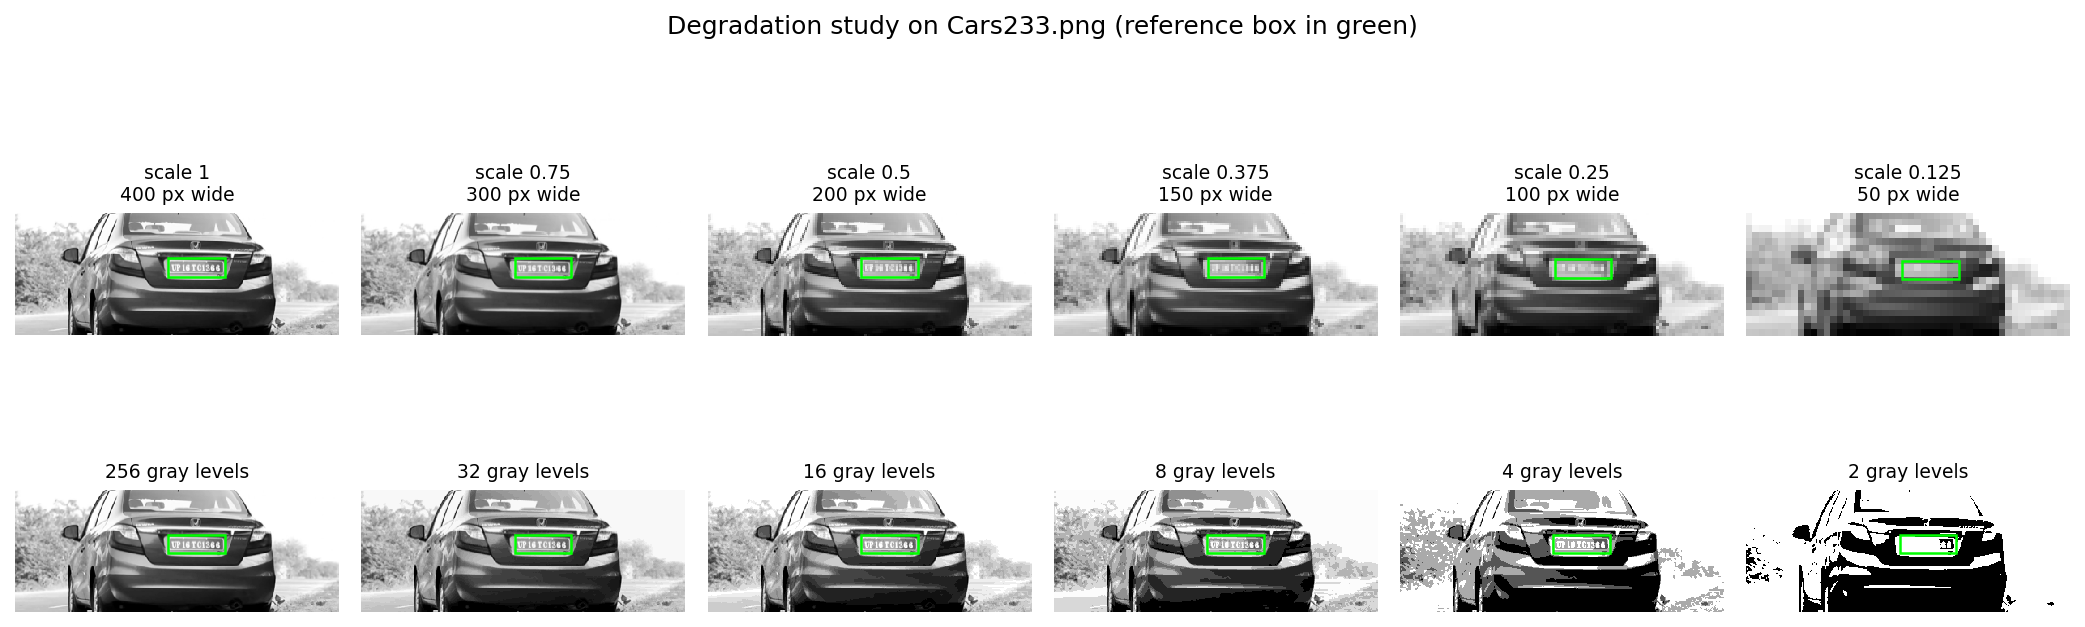 Degradation study on Cars233.png (reference box in green)
scale 1
400 px wide
scale 0.75
300 px wide
scale 0.5
200 px wide
scale 0.375
150 px wide
scale 0.25
100 px wide
scale 0.125
50 px wide
256 gray levels
32 gray levels
16 gray levels
8 gray levels
4 gray levels
2 gray levels